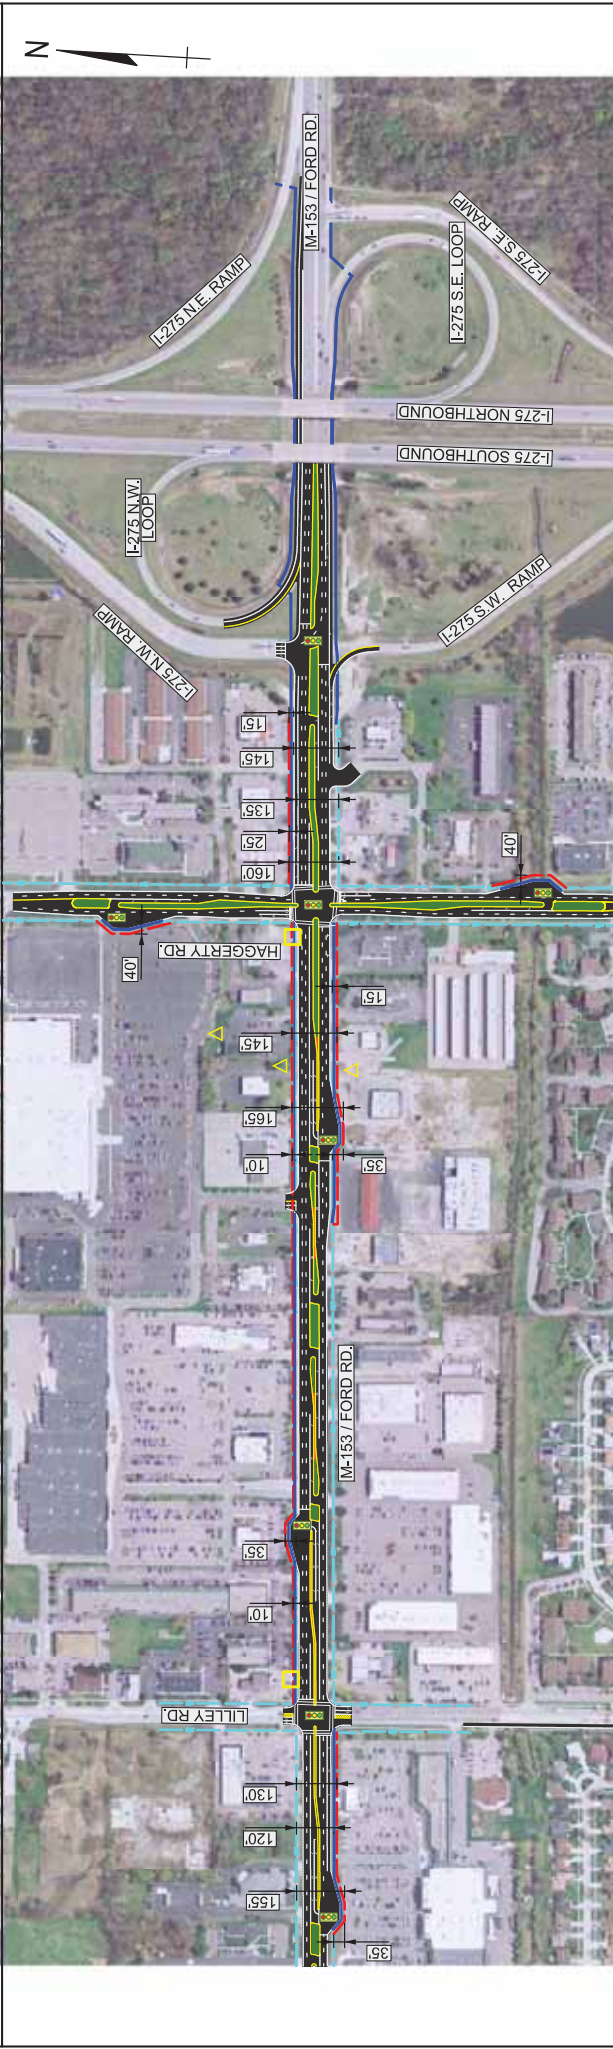 N
M-153 / FORD RD.
I-275 S.E. RAMP
I-275 S.E. LOOP
I-275 N.E. RAMP
I-275 NORTHBOUND
I-275 SOUTHBOUND
I-275 N.W.
LOOP
I-275 S.W. RAMP
I-275 N.W. RAMP
15'
145'
135'
25'
160'
40'
HAGGERTY RD.
40'
15'
145'
165'
10'
35'
M-153 / FORD RD.
35'
10'
LILLEY RD.
130'
120'
155'
35'